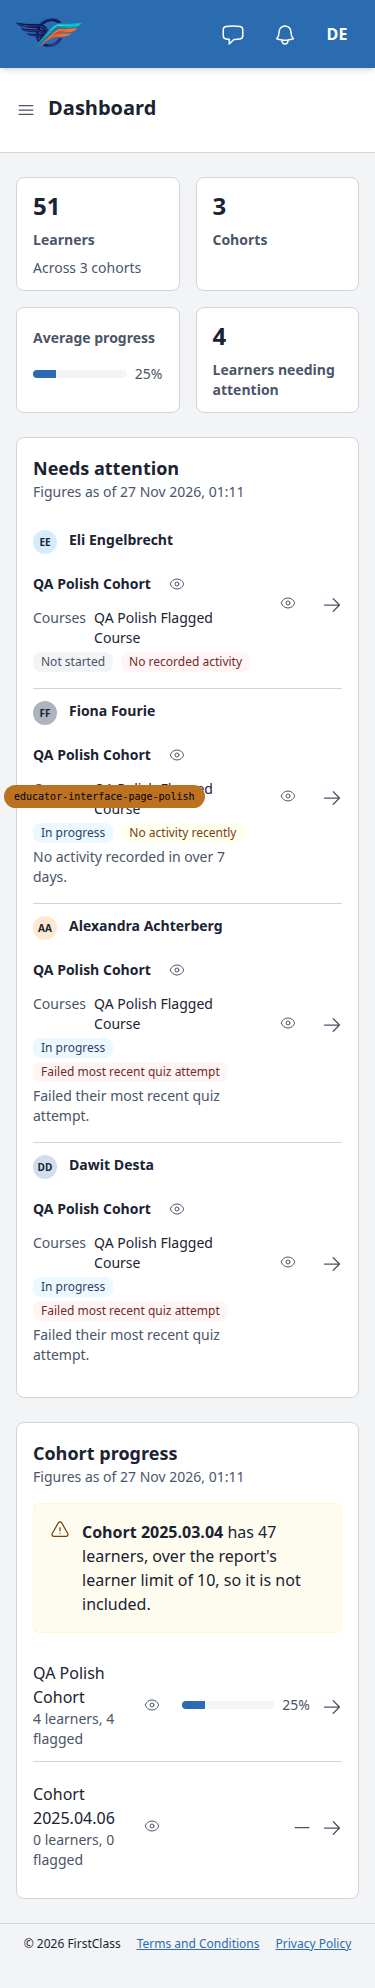 DE
Dashboard
51
Learners
Across 3 cohorts
3
Cohorts
Average progress
25%
4
Learners needing
attention
Needs attention
Figures as of 27 Nov 2026, 01:11
EE Eli Engelbrecht
QA Polish Cohort
Courses QA Polish Flagged
Course
Not started No recorded activity
FF Fiona Fourie
QA Polish Cohort
educator-interface-page-polish
Course
In progress No activity recently
No activity recorded in over 7
days.
AA Alexandra Achterberg
QA Polish Cohort
Courses QA Polish Flagged
Course
In progress
Failed most recent quiz attempt
Failed their most recent quiz
attempt.
DD Dawit Desta
QA Polish Cohort
Courses QA Polish Flagged
Course
In progress
Failed most recent quiz attempt
Failed their most recent quiz
attempt.
Cohort progress
Figures as of 27 Nov 2026, 01:11
Cohort 2025.03.04 has 47
learners, over the report's
learner limit of 10, so it is not
included.
QA Polish
Cohort
4 learners, 4
flagged
25%
Cohort
2025.04.06
0 learners, 0
flagged
—
© 2026 FirstClass Terms and Conditions Privacy Policy